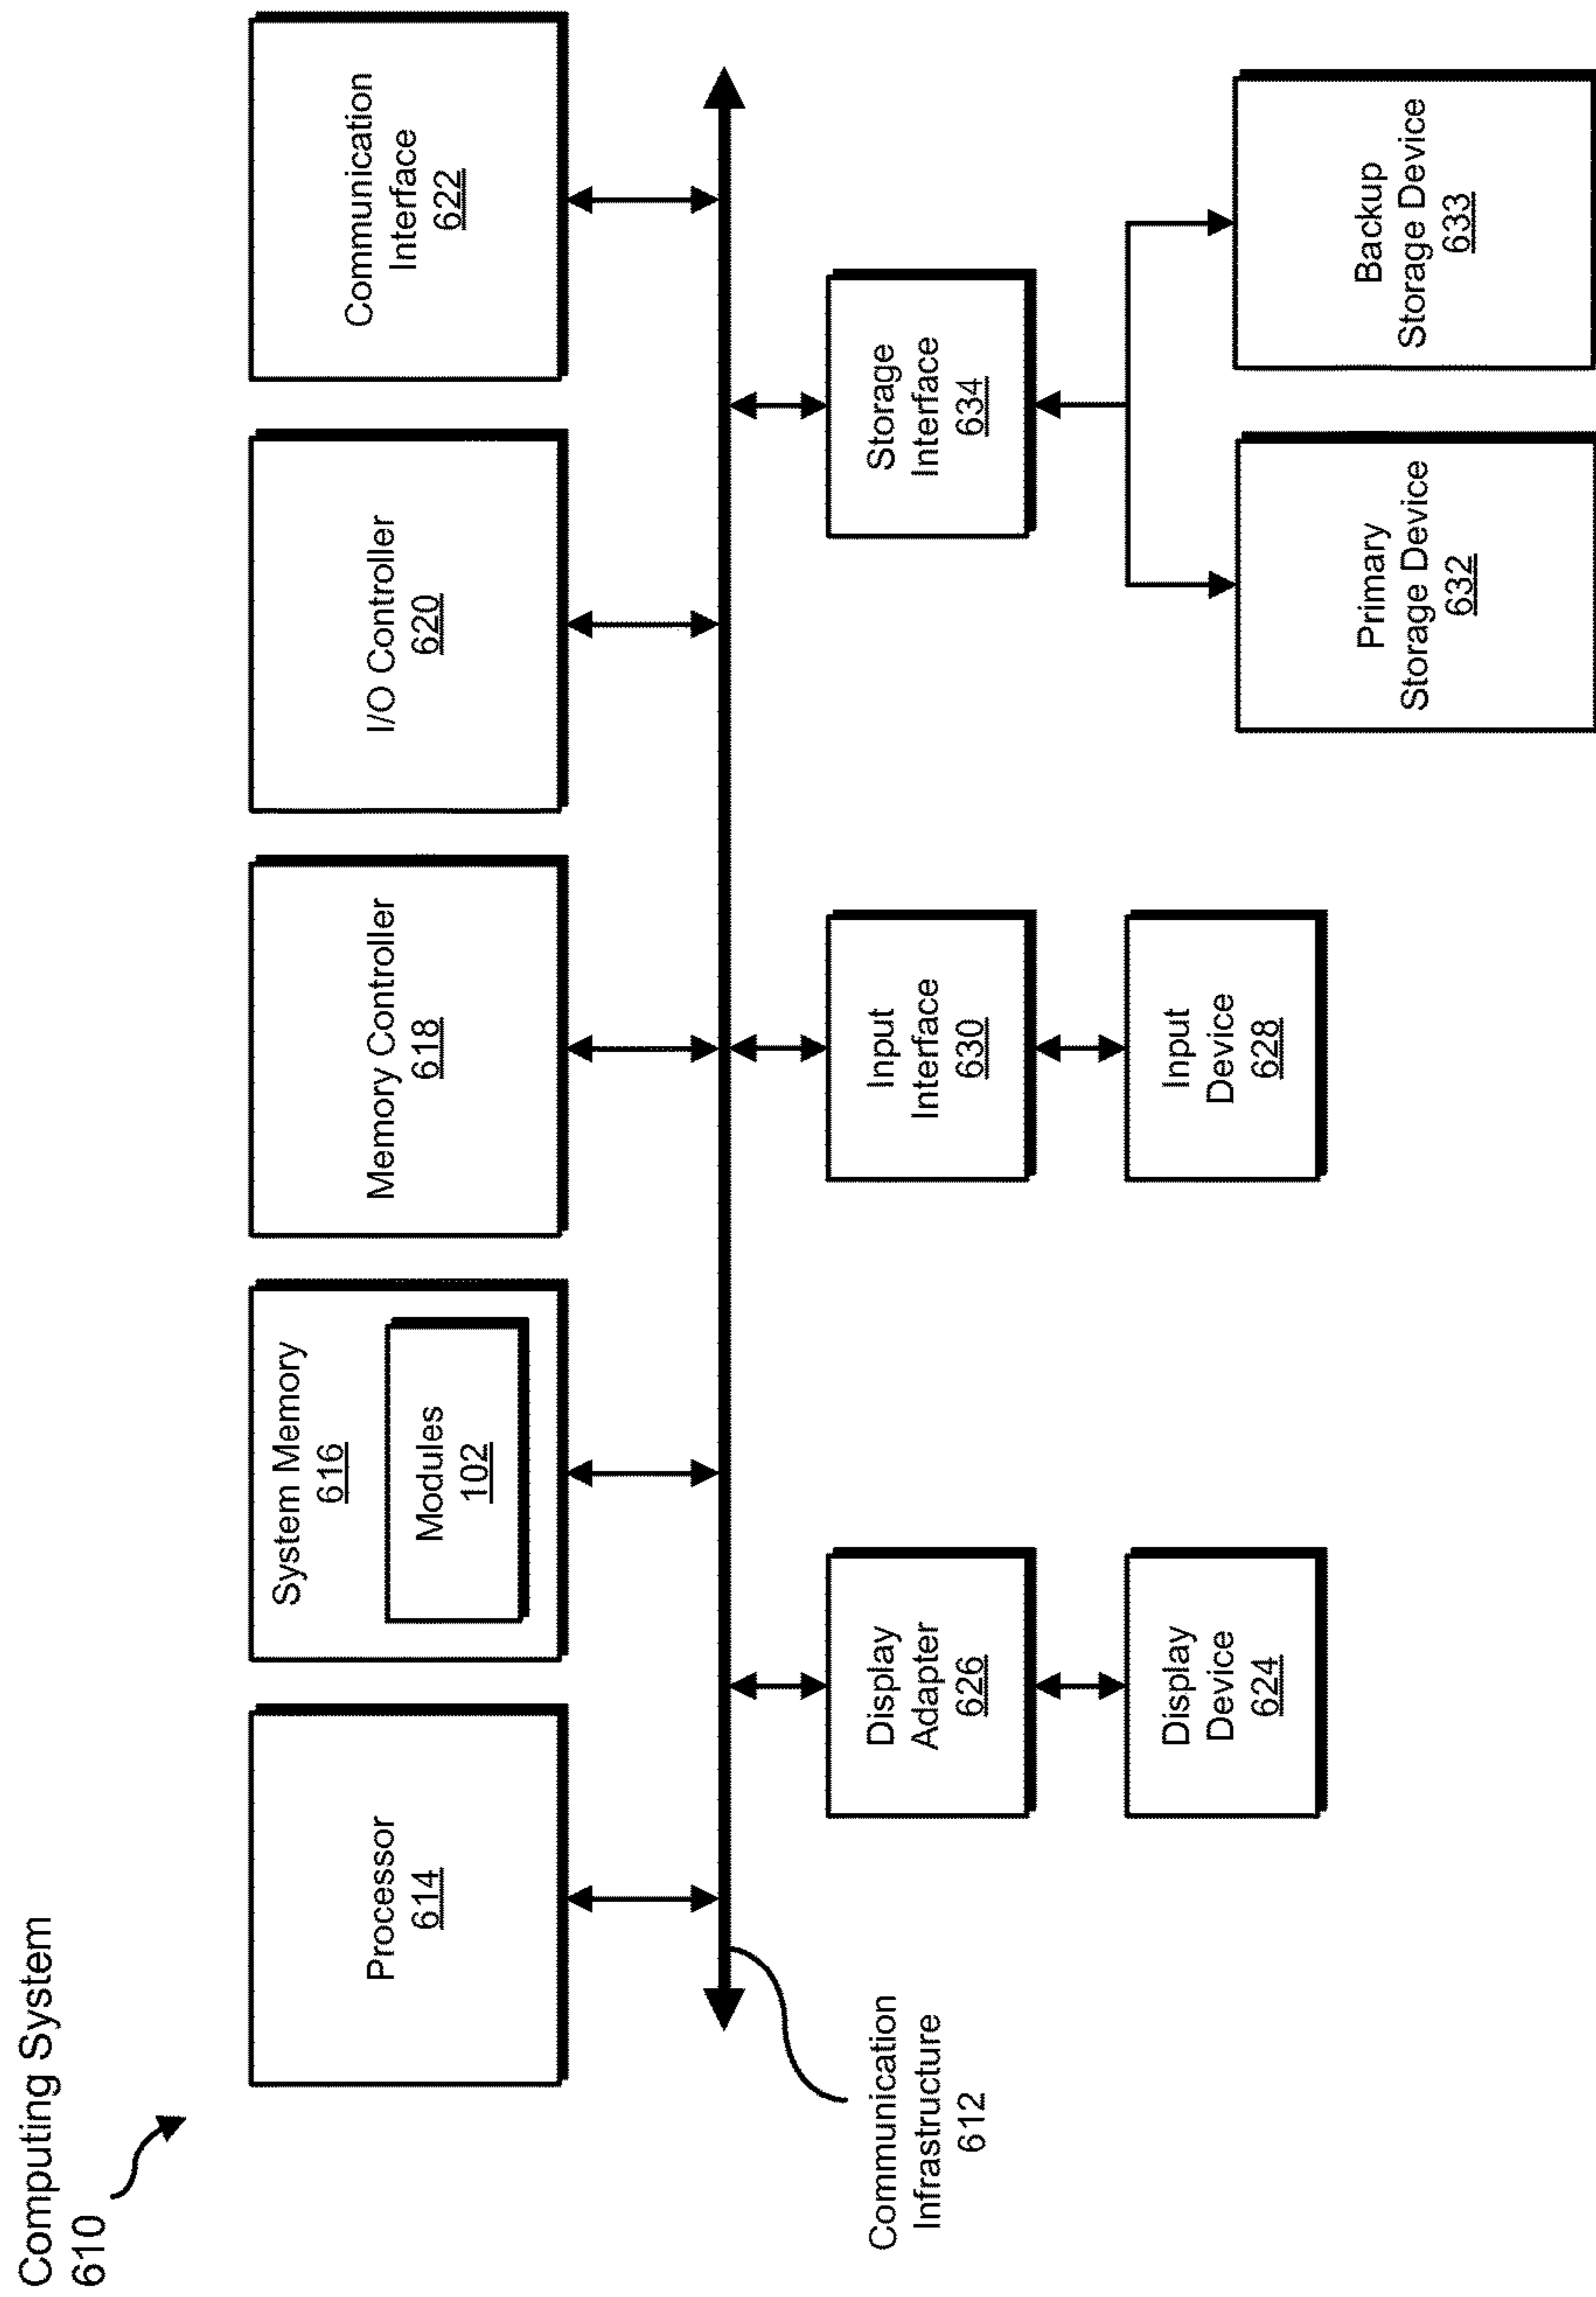 Computing System
610
Processor
614
System Memory
616
Modules
102
Memory Controller
618
I/O Controller
620
Communication
Interface
622
Communication
Infrastructure
612
Display
Adapter
626
Input
Interface
630
Storage
Interface
634
Display
Device
624
Input
Device
628
Primary
Storage Device
632
Backup
Storage Device
633